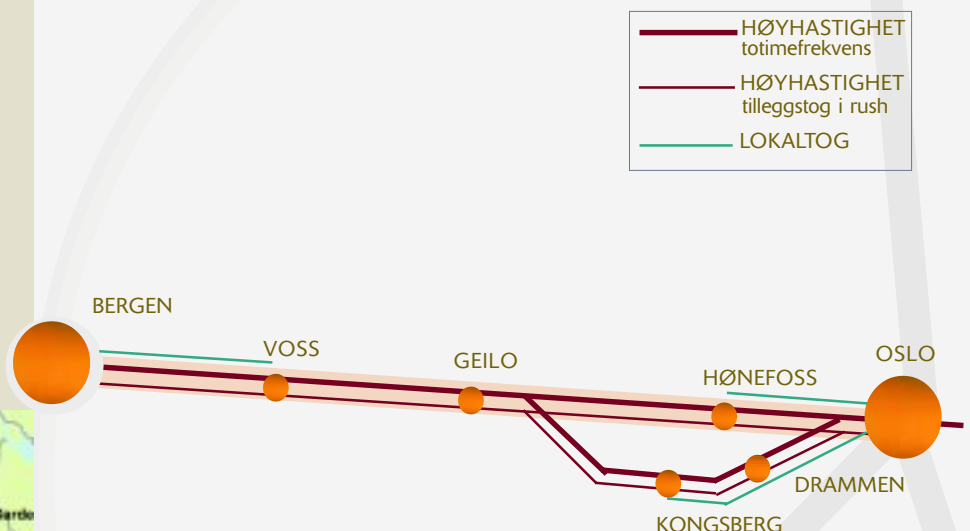 HØYHASTIGHET
totimefrekvens
HØYHASTIGHET
tilleggstog i rush
LOKALTOG
BERGEN
VOSS
GEILO
HØNEFOSS
OSLO
DRAMMEN
KONGSBERG